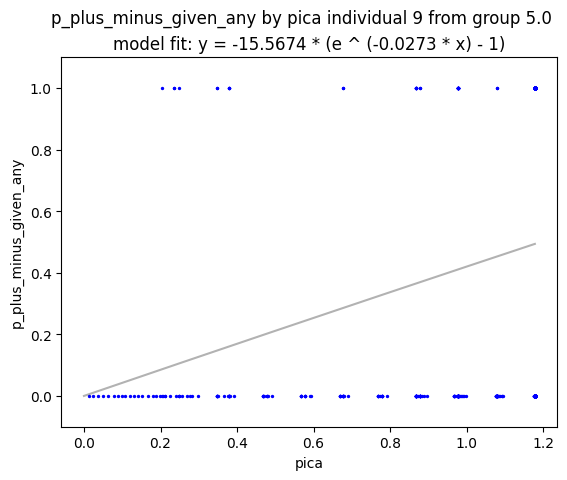 p_plus_minus_given_any by pica individual 9 from group 5.0
model fit: y = -15.5674 * (e ^ (-0.0273 * x) - 1)
1.0
0.8
0.6
0.4
0.2
0.0
p_plus_minus_given_any
0.0 0.2 0.4 0.6 0.8 1.0 1.2
pica